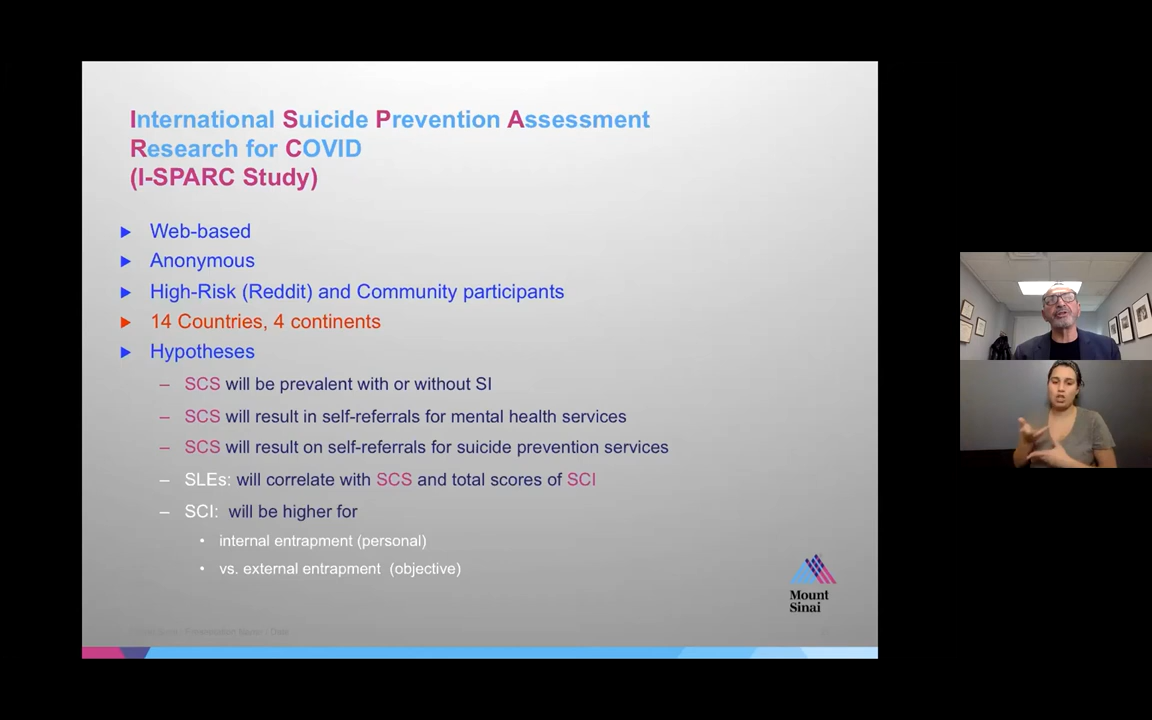 International Suicide Prevention Assessment
Research for COVID
(I-SPARC Study)
Web-based
Anonymous
High-Risk (Reddit) and Community participants
14 Countries, 4 continents
Hypotheses
– SCS will be prevalent with or without SI
– SCS will result in self-referrals for mental health services
– SCS will result on self-referrals for suicide prevention services
– SLEs: will correlate with SCS and total scores of SCI
– SCI: will be higher for
• internal entrapment (personal)
• vs. external entrapment (objective)
Mount
Sinai